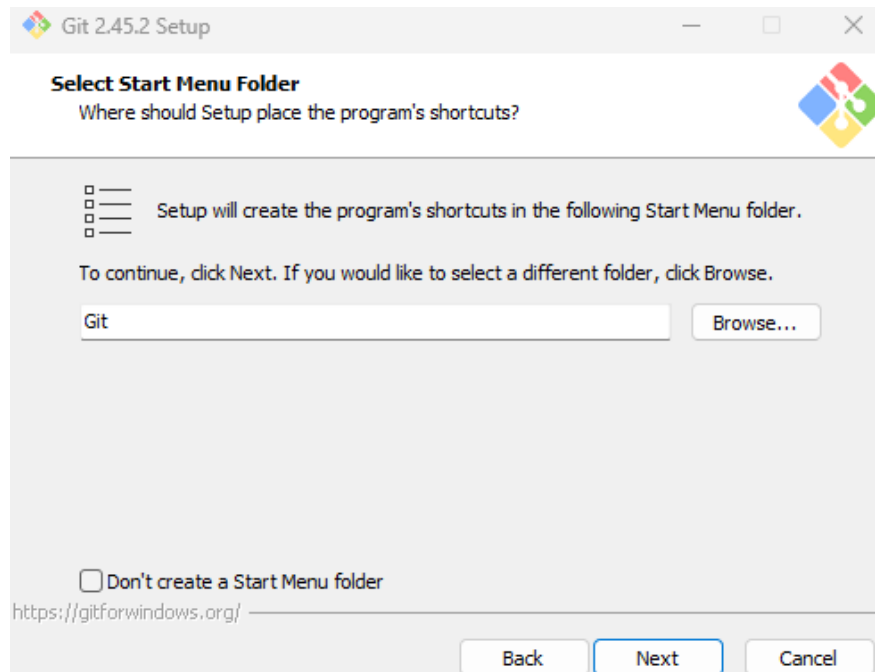 Git 2.45.2 Setup
Select Start Menu Folder
Where should Setup place the program's shortcuts?
Setup will create the program's shortcuts in the following Start Menu folder.
To continue, click Next. If you would like to select a different folder, click Browse.
Git
Browse...
Don't create a Start Menu folder
https://gitforwindows.org/
Back
Next
Cancel